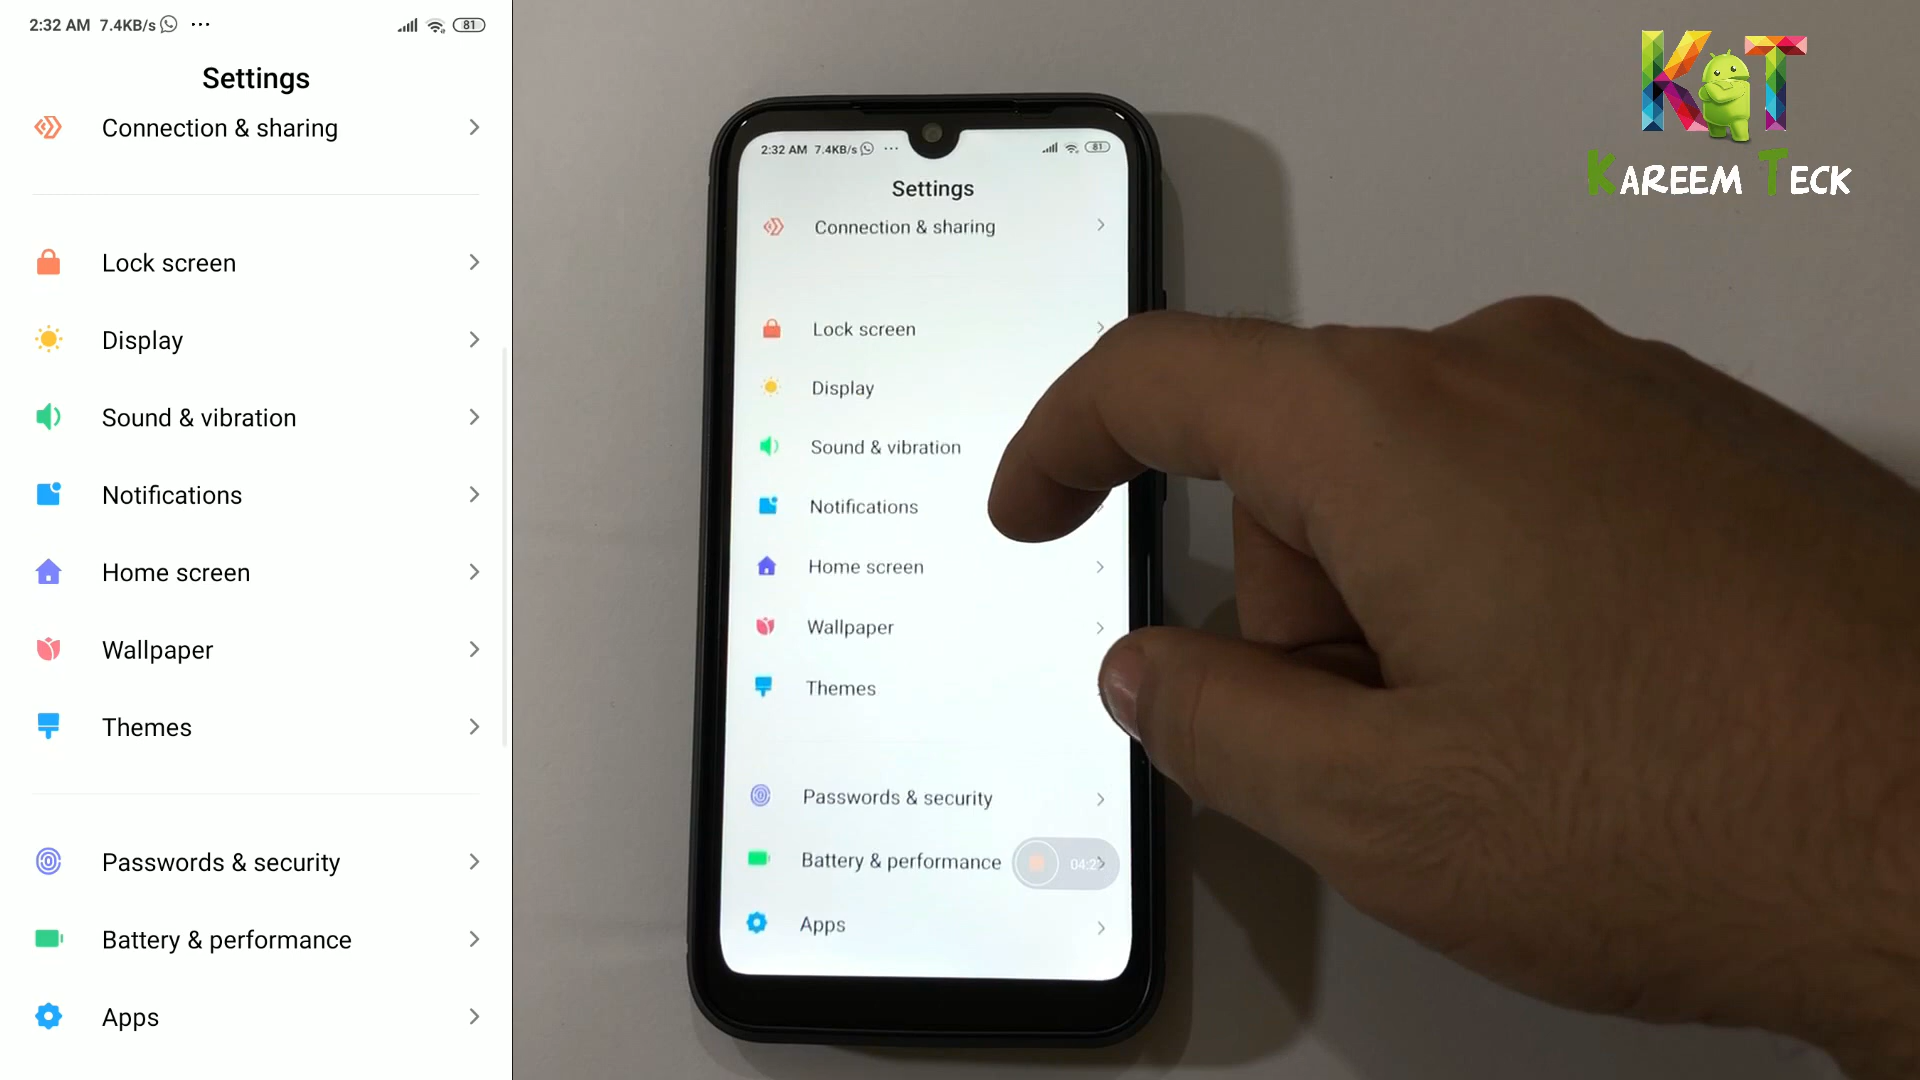 2:32 AM 7.4KB/s ...
81
Settings
Connection & sharing
Lock screen
Display
Sound & vibration
Notifications
Home screen
Wallpaper
Themes
Passwords & security
Battery & performance
Apps
2:32 AM 7.4KB/s ...
81
Settings
Connection & sharing
Lock screen
Display
Sound & vibration
Notifications
Home screen
Wallpaper
Themes
Passwords & security
Battery & performance
Apps
KT
KAREEM TECK